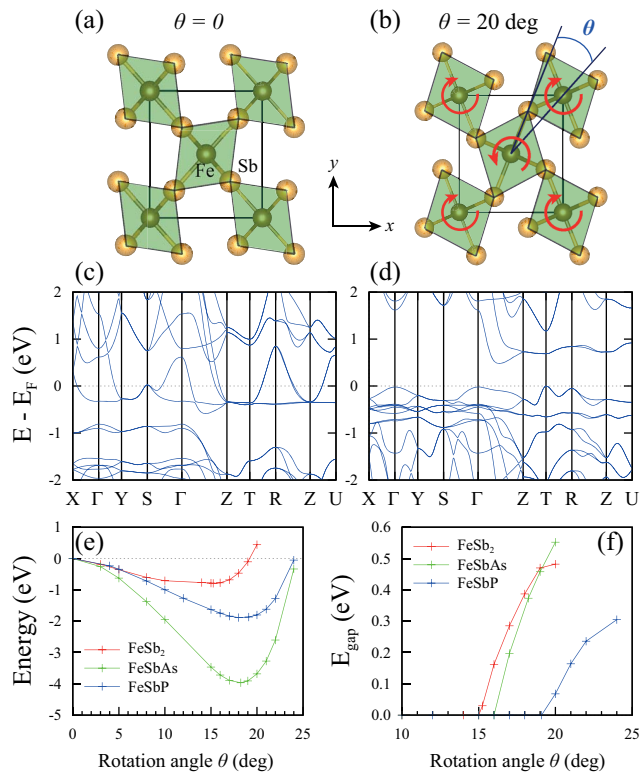 (a) θ = 0
(b) θ = 20 deg
θ
Fe Sb
y
x
(c)
(d)
E - E_F (eV)
2
1
0
-1
-2
X Γ Y S Γ Z T R Z U
2
1
0
-1
-2
X Γ Y S Γ Z T R Z U
(e)
Energy (eV)
1
0
-1
-2
-3
-4
-5
FeSb₂
FeSbAs
FeSbP
0 5 10 15 20 25
Rotation angle θ (deg)
(f)
E_gap (eV)
0.6
0.5
0.4
0.3
0.2
0.1
0.0
FeSb₂
FeSbAs
FeSbP
10 15 20 25
Rotation angle θ (deg)